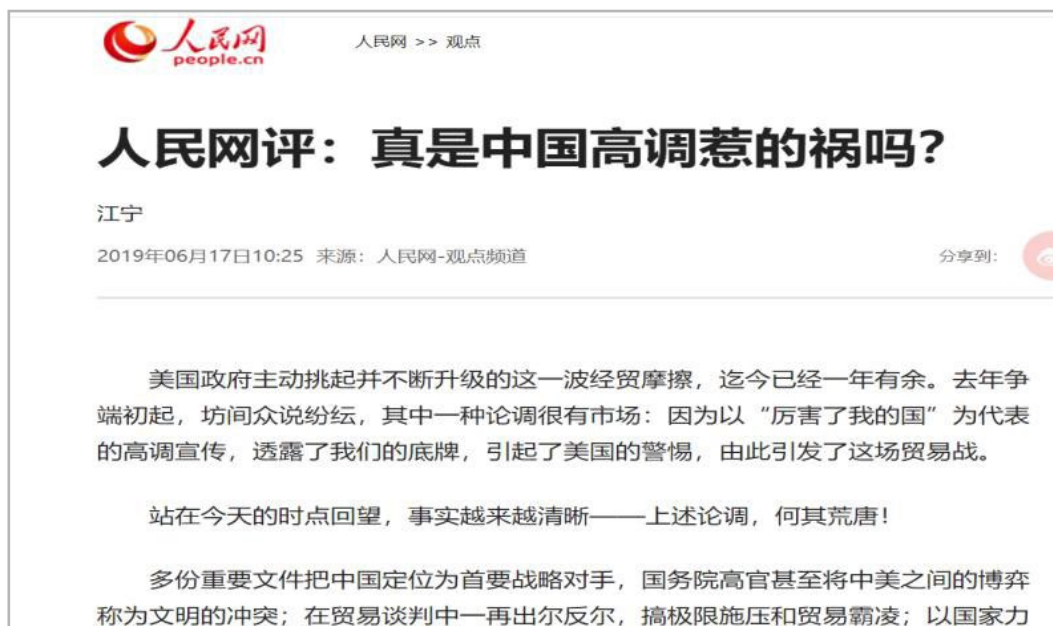 人民网
people.cn
人民网 >> 观点
人民网评：真是中国高调惹的祸吗？
江宁
2019年06月17日10:25 来源：人民网-观点频道
分享到：
美国政府主动挑起并不断升级的这一波经贸摩擦，迄今已经一年有余。去年争
端初起，坊间众说纷纭，其中一种论调很有市场：因为以“厉害了我的国”为代表
的高调宣传，透露了我们的底牌，引起了美国的警惕，由此引发了这场贸易战。
站在今天的时点回望，事实越来越清晰——上述论调，何其荒唐！
多份重要文件把中国定位为首要战略对手，国务院高官甚至将中美之间的博弈
称为文明的冲突；在贸易谈判中一再出尔反尔，搞极限施压和贸易霸凌；以国家力